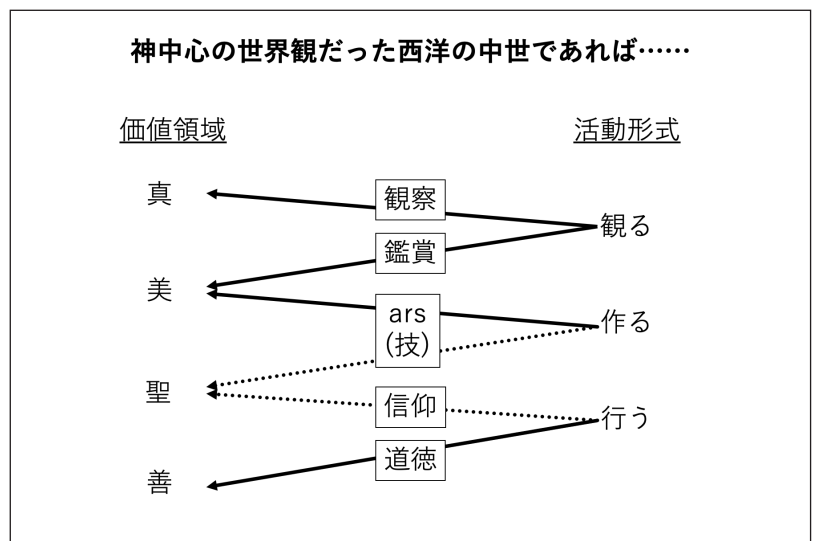 神中心の世界観だった西洋の中世であれば……
価値領域
活動形式
真
観察
観る
鑑賞
美
ars
(技)
作る
聖
信仰
行う
道徳
善